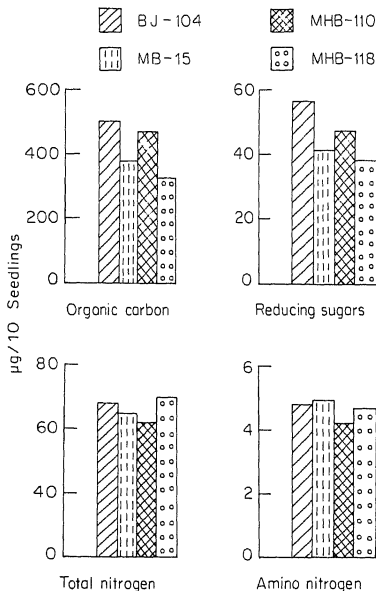 BJ-104
MHB-110
MB-15
MHB-118
µg/10 Seedlings
600
400
200
0
Organic carbon
60
40
20
0
Reducing sugars
80
60
40
0
Total nitrogen
6
4
2
0
Amino nitrogen